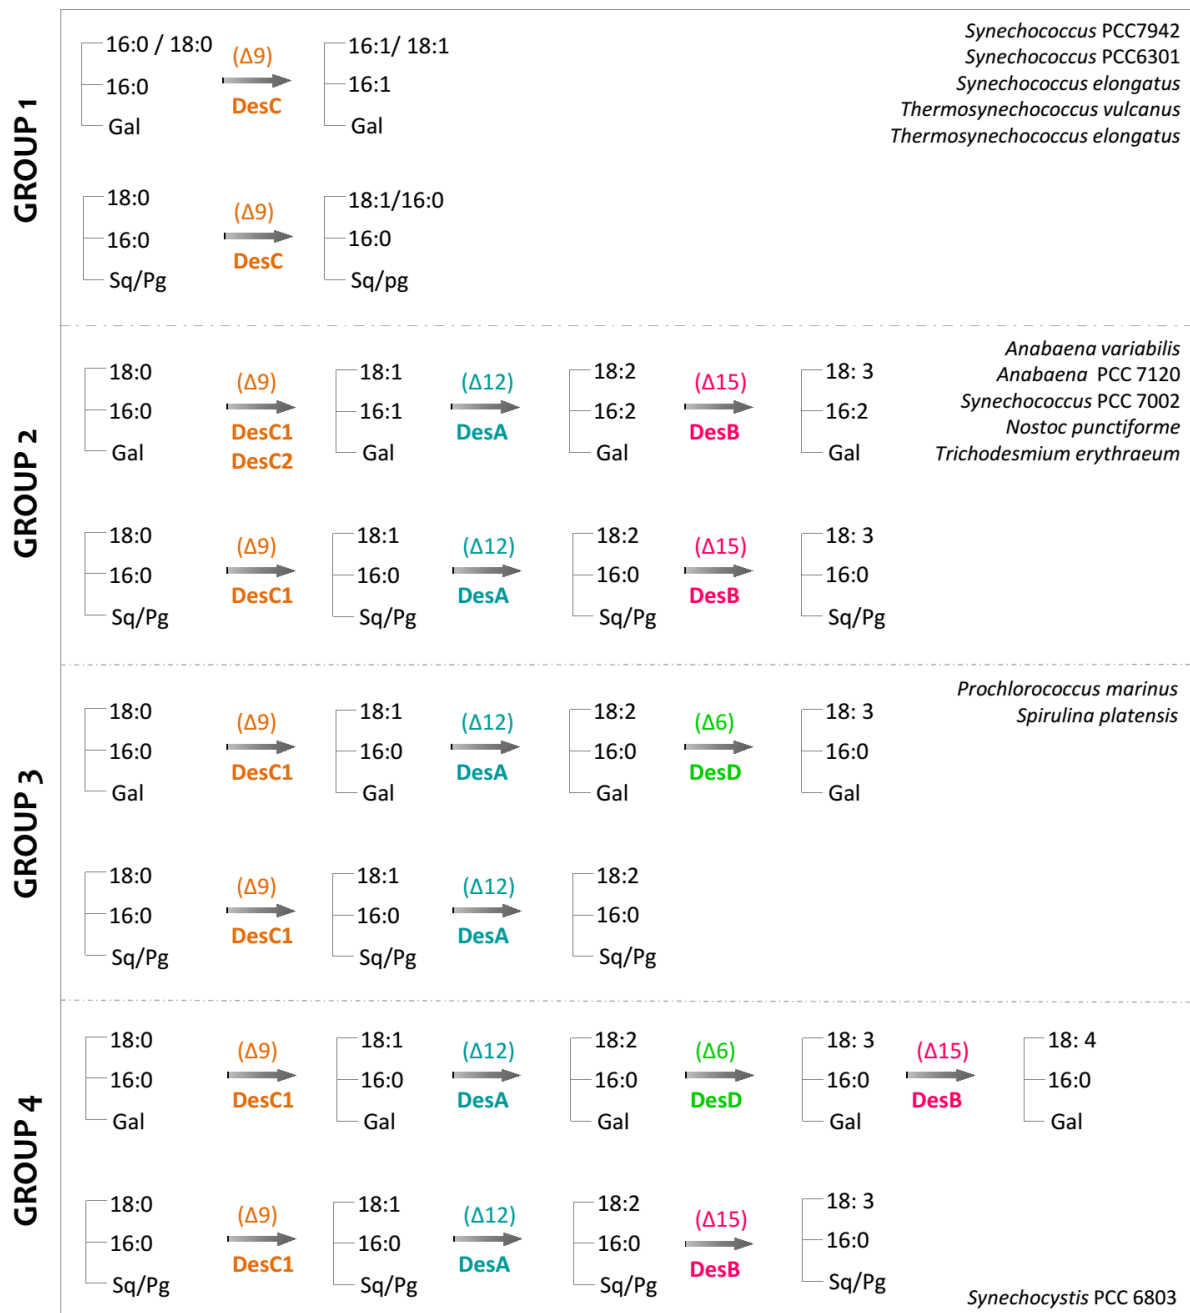 GROUP 1
16:0 / 18:0 (Δ9) 16:1/ 18:1 Synechococcus PCC7942
Synechococcus PCC6301
16:0 DesC 16:1 Synechococcus elongatus
Thermosynechococcus vulcanus
Gal Gal Thermosynechococcus elongatus
18:0 (Δ9) 18:1/16:0
16:0 DesC 16:0
Sq/Pg Sq/pg
GROUP 2
Anabaena variabilis
18:0 (Δ9) 18:1 (Δ12) 18:2 (Δ15) 18: 3 Anabaena PCC 7120
16:0 16:1 16:2 16:2 Synechococcus PCC 7002
DesC1 DesA DesB Nostoc punctiforme
Gal Gal Gal Gal Trichodesmium erythraeum
DesC2
18:0 (Δ9) 18:1 (Δ12) 18:2 (Δ15) 18: 3
16:0 16:0 16:0 16:0
DesC1 DesA DesB
Sq/Pg Sq/Pg Sq/Pg Sq/Pg
GROUP 3
Prochlorococcus marinus
18:0 (Δ9) 18:1 (Δ12) 18:2 (Δ6) 18: 3 Spirulina platensis
16:0 16:0 16:0 16:0
DesC1 DesA DesD
Gal Gal Gal Gal
18:0 (Δ9) 18:1 (Δ12) 18:2
16:0 16:0 16:0
DesC1 DesA
Sq/Pg Sq/Pg Sq/Pg
GROUP 4
18:0 (Δ9) 18:1 (Δ12) 18:2 (Δ6) 18: 3 (Δ15) 18: 4
16:0 16:0 16:0 16:0 16:0
DesC1 DesA DesD DesB
Gal Gal Gal Gal Gal
18:0 (Δ9) 18:1 (Δ12) 18:2 (Δ15) 18: 3
16:0 16:0 16:0 16:0
DesC1 DesA DesB
Sq/Pg Sq/Pg Sq/Pg Sq/Pg
Synechocystis PCC 6803